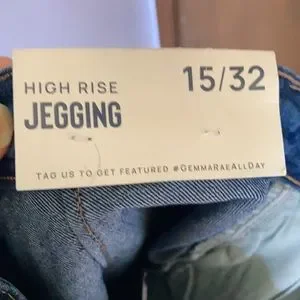 HIGH RISE 15/32
JEGGING
TAG US TO GET FEATURED #GEMMARAEALLDAY